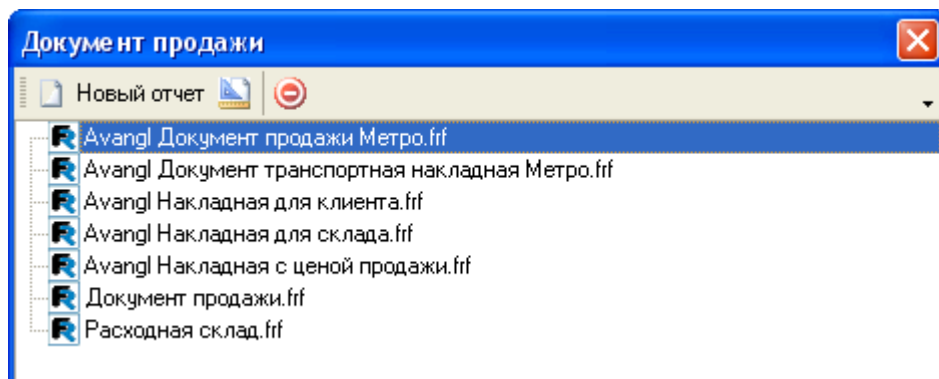 Документ продажи
Новый отчет
Avangl Документ продажи Метро.frf
Avangl Документ транспортная накладная Метро.frf
Avangl Накладная для клиента.frf
Avangl Накладная для склада.frf
Avangl Накладная с ценой продажи.frf
Документ продажи.frf
Расходная склад.frf